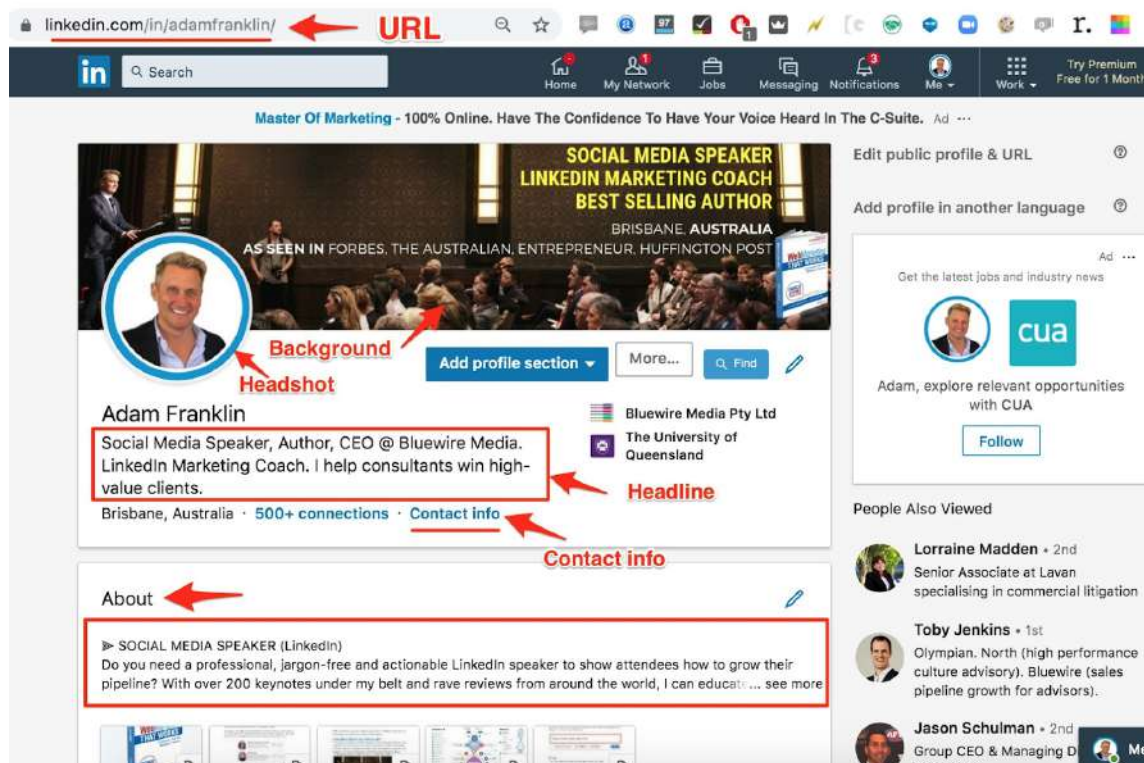 linkedin.com/in/adamfranklin/
URL
97
1
r.
in
Search
Home
My Network
1
Jobs
Messaging
Notifications
3
Me
Work
Try Premium
Free for 1 Month
Master Of Marketing - 100% Online. Have The Confidence To Have Your Voice Heard In The C-Suite. Ad ...
SOCIAL MEDIA SPEAKER
LINKEDIN MARKETING COACH
BEST SELLING AUTHOR
BRISBANE, AUSTRALIA
AS SEEN IN FORBES, THE AUSTRALIAN, ENTREPRENEUR, HUFFINGTON POST
Background
Headshot
Add profile section
More...
Find
Adam Franklin
Social Media Speaker, Author, CEO @ Bluewire Media.
LinkedIn Marketing Coach. I help consultants win high-
value clients.
Headline
Brisbane, Australia · 500+ connections · Contact info
Contact info
Bluewire Media Pty Ltd
The University of
Queensland
About
⫸ SOCIAL MEDIA SPEAKER (LinkedIn)
Do you need a professional, jargon-free and actionable LinkedIn speaker to show attendees how to grow their
pipeline? With over 200 keynotes under my belt and rave reviews from around the world, I can educate ... see more
Edit public profile & URL
Add profile in another language
Ad ...
Get the latest jobs and industry news
cua
Adam, explore relevant opportunities
with CUA
Follow
People Also Viewed
Lorraine Madden • 2nd
Senior Associate at Lavan
specialising in commercial litigation
Toby Jenkins • 1st
Olympian. North (high performance
culture advisory). Bluewire (sales
pipeline growth for advisors).
Jason Schulman • 2nd
Group CEO & Managing D
Me